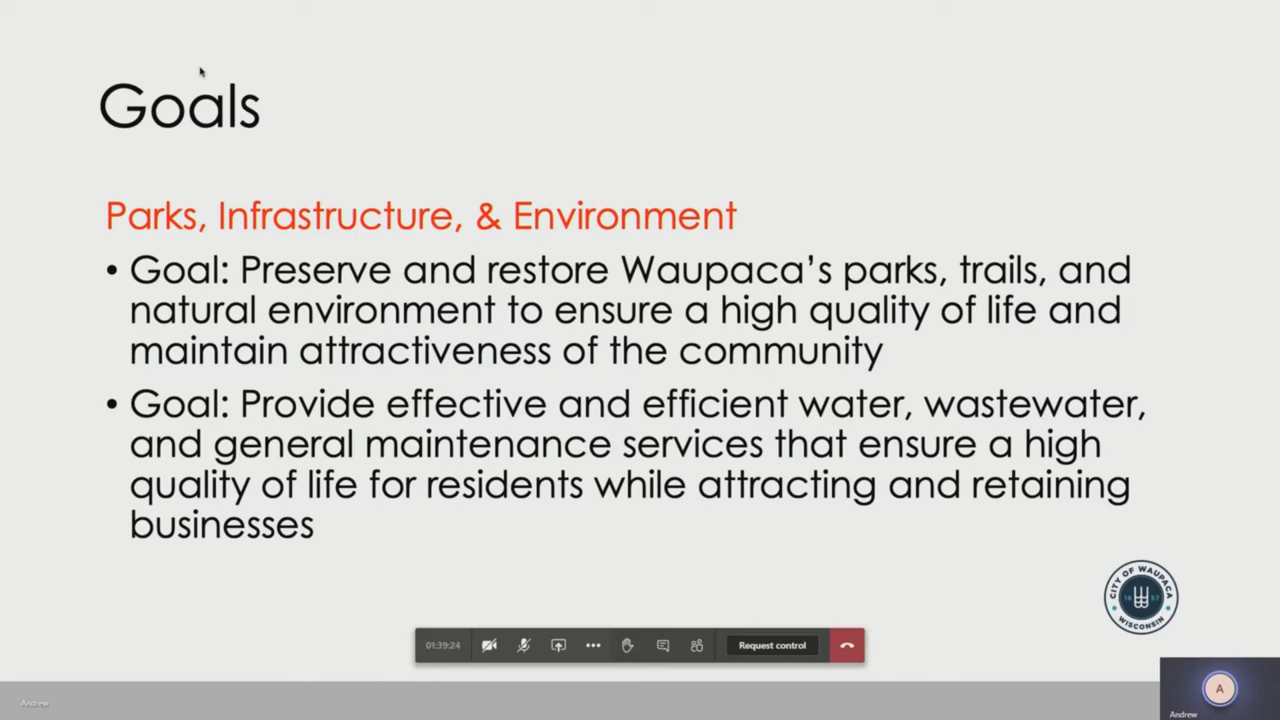 Goals
Parks, Infrastructure, & Environment
• Goal: Preserve and restore Waupaca's parks, trails, and
natural environment to ensure a high quality of life and
maintain attractiveness of the community
• Goal: Provide effective and efficient water, wastewater,
and general maintenance services that ensure a high
quality of life for residents while attracting and retaining
businesses
CITY OF WAUPACA
1857
WISCONSIN
01:39:24
Request control
Andrew
A
Andrew